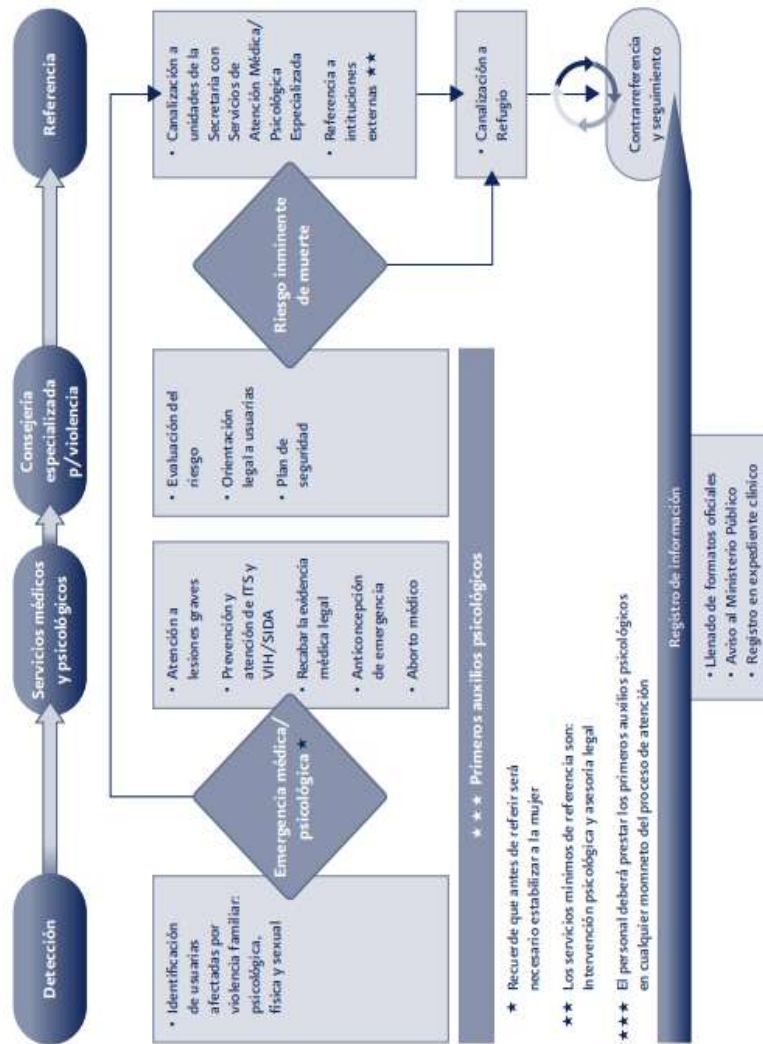 Detección
Servicios médicos
y psicológicos
Consejería
especializada
p/violencia
Referencia
• Identificación
de usuarias
afectadas por
violencia familiar:
psicológica,
física y sexual
Emergencia médica/
psicológica ★
• Atención a
lesiones graves
• Prevención y
atención de ITS y
VIH/SIDA
• Recabar la evidencia
médica legal
• Anticoncepción
de emergencia
• Aborto médico
• Evaluación del
riesgo
• Orientación
legal a usuarias
• Plan de
seguridad
Riesgo inminente
de muerte
• Canalización a
unidades de la
Secretaria con
Servicios de
Atención Médica/
Psicológica
Especializada
• Referencia a
intituciones
externas ★★
★ ★ ★ Primeros auxilios psicológicos
• Canalización a
Refugio
★ Recuerde que antes de referir será
necesario estabilizar a la mujer
★★ Los servicios mínimos de referencia son:
Intervención psicológica y asesoría legal
★★★ El personal deberá prestar los primeros auxilios psicológicos
en cualquier momneto del proceso de atención
Contrarreferencia
y seguimiento
Registro de información
• Llenado de formatos oficiales
• Aviso al Ministerio Público
• Registro en expediente clínico